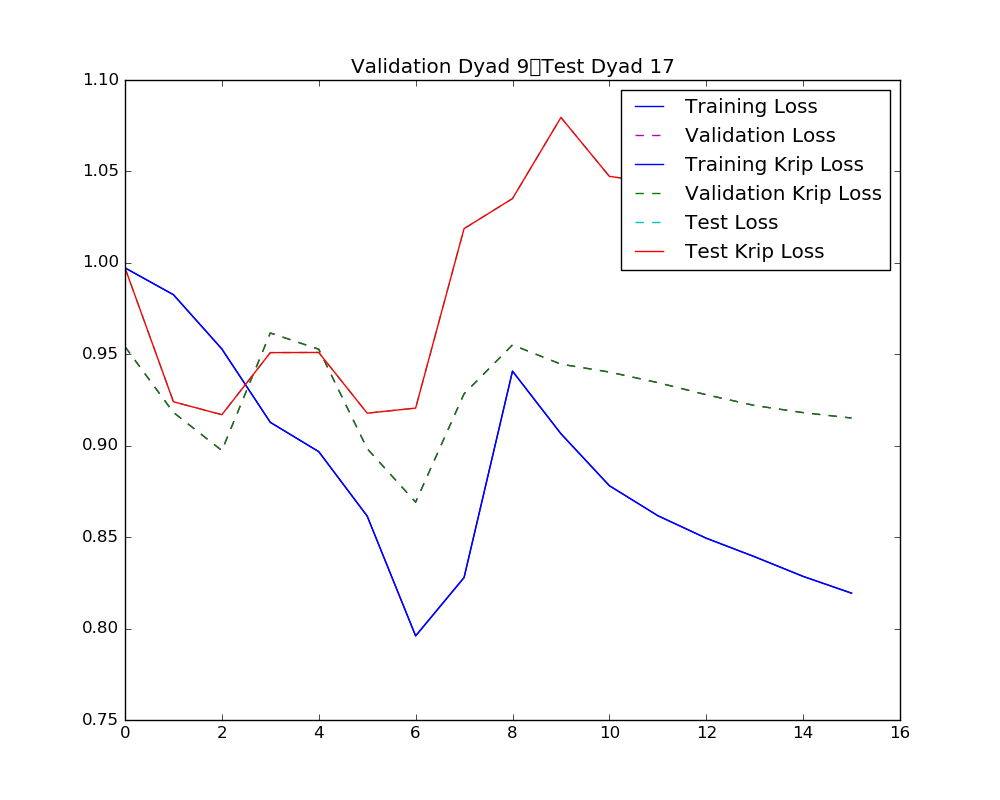 Validation Dyad 9▯Test Dyad 17
1.10
1.05
1.00
0.95
0.90
0.85
0.80
0.75
0 2 4 6 8 10 12 14 16
Training Loss
Validation Loss
Training Krip Loss
Validation Krip Loss
Test Loss
Test Krip Loss